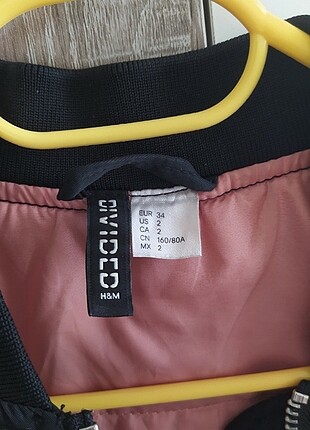 DIVIDED
H&M
EUR 34
US 2
CA 2
CN 160/80A
MX 2